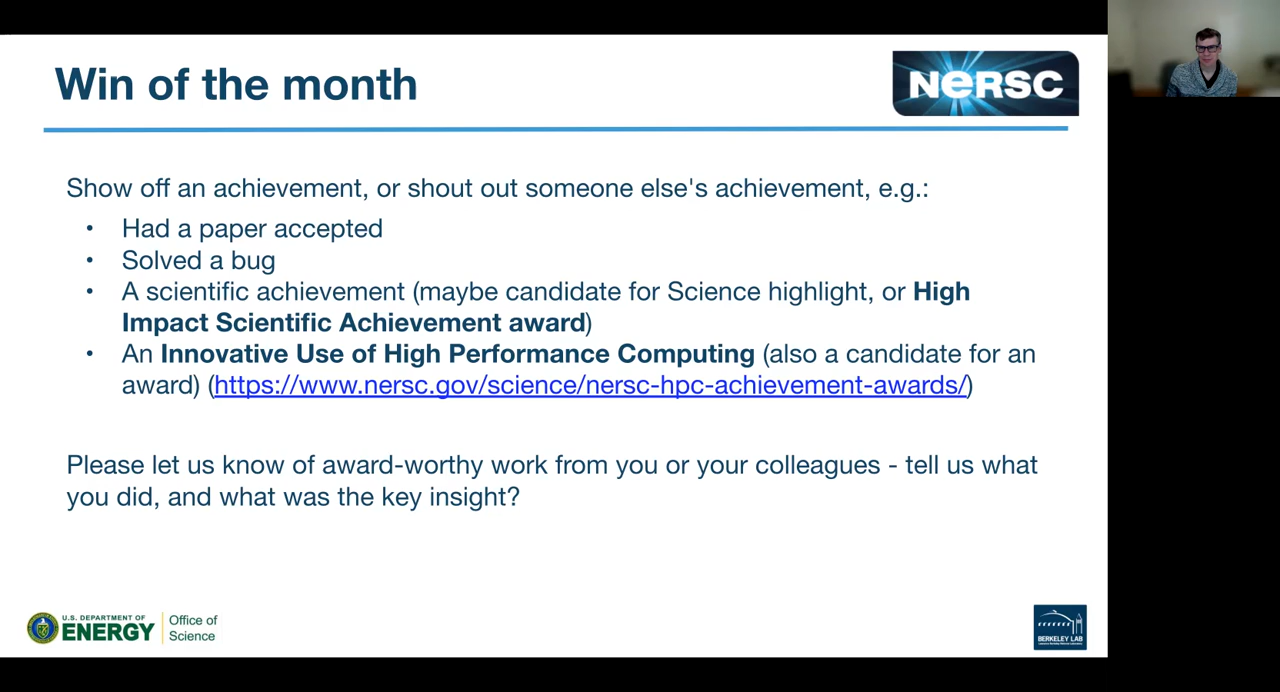 Win of the month
NERSC
Show off an achievement, or shout out someone else's achievement, e.g.:
• Had a paper accepted
• Solved a bug
• A scientific achievement (maybe candidate for Science highlight, or High
Impact Scientific Achievement award)
• An Innovative Use of High Performance Computing (also a candidate for an
award) (https://www.nersc.gov/science/nersc-hpc-achievement-awards/)
Please let us know of award-worthy work from you or your colleagues - tell us what
you did, and what was the key insight?
U.S. DEPARTMENT OF
ENERGY
Office of
Science
BERKELEY LAB